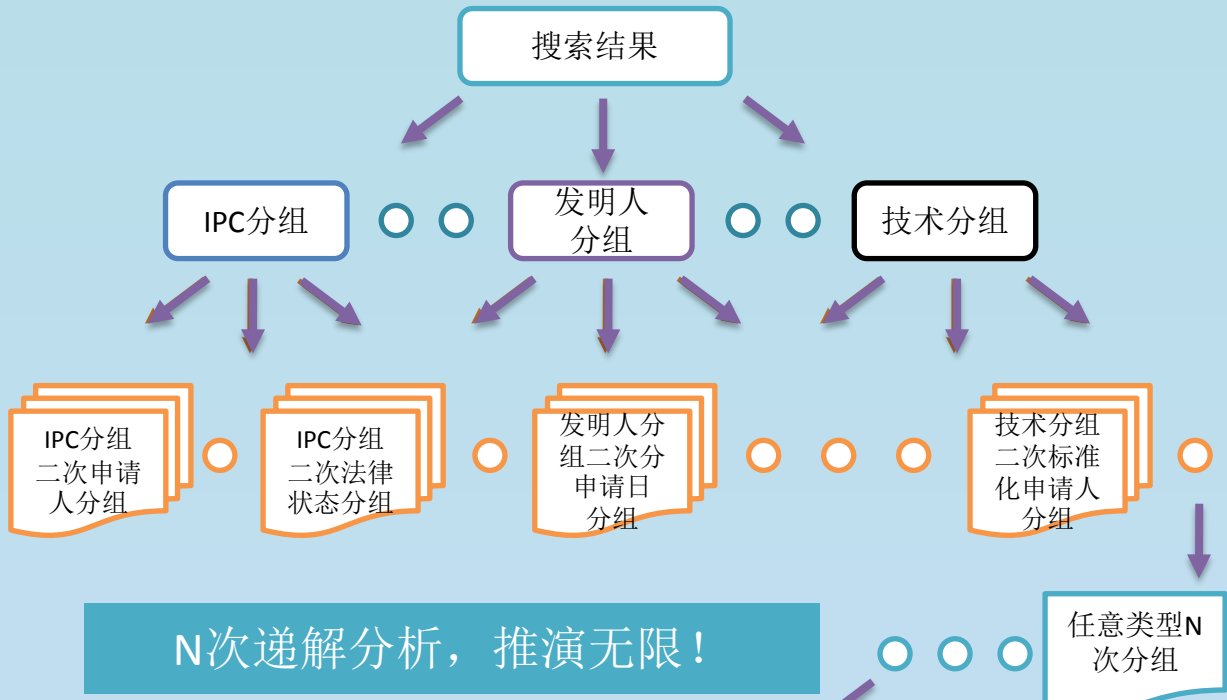 搜索结果
IPC分组
发明人
分组
技术分组
IPC分组
二次申请
人分组
IPC分组
二次法律
状态分组
发明人分
组二次分
申请日
分组
技术分组
二次标准
化申请人
分组
N次递解分析，推演无限！
任意类型N
次分组